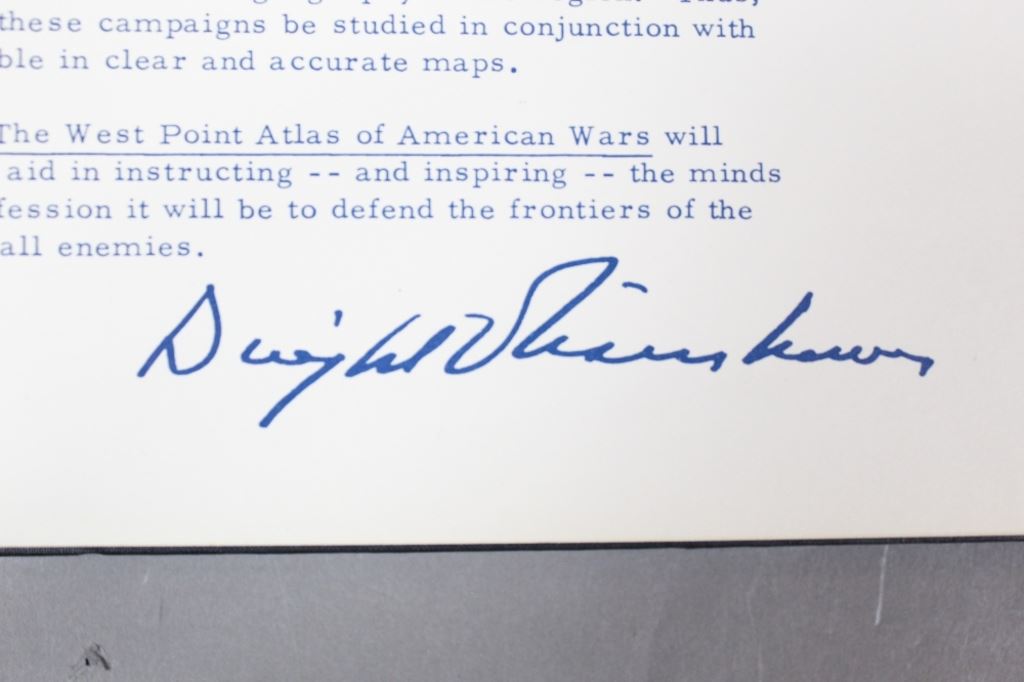 these campaigns be studied in conjunction with
ble in clear and accurate maps.
The West Point Atlas of American Wars will
aid in instructing -- and inspiring -- the minds
fession it will be to defend the frontiers of the
all enemies.
Dwight D Eisenhower